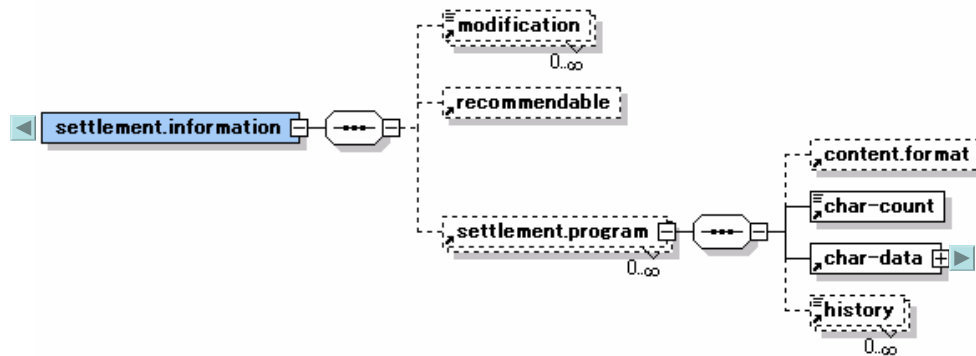 modification
0..∞
recommendable
settlement.information
content.format
char-count
settlement.program
0..∞
char-data
history
0..∞